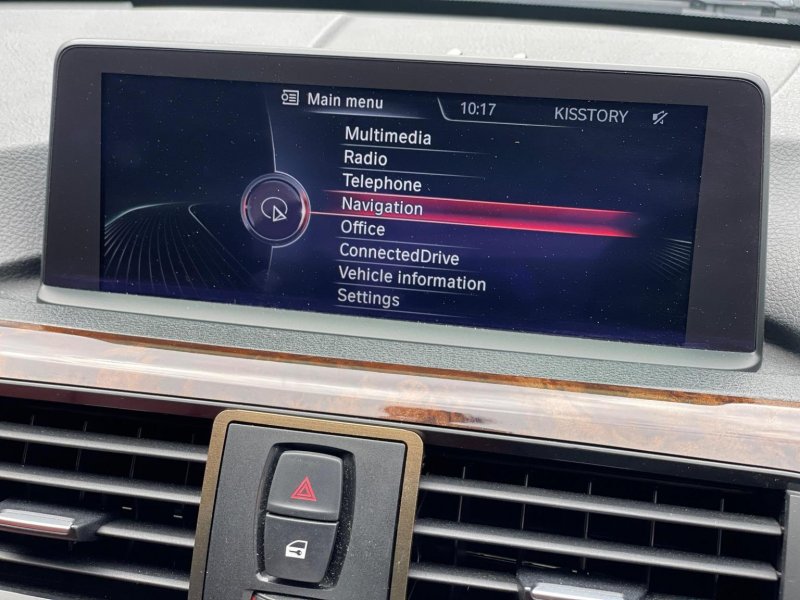 Main menu
10:17
KISSTORY
Multimedia
Radio
Telephone
Navigation
Office
ConnectedDrive
Vehicle information
Settings